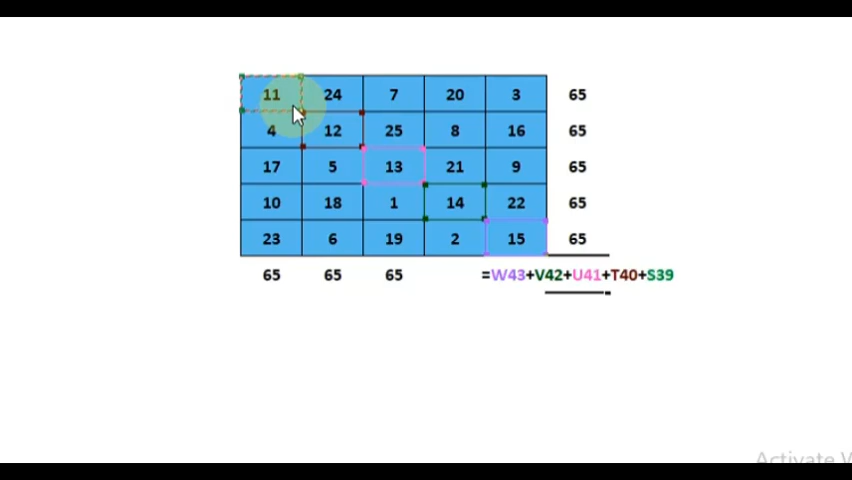 11 24 7 20 3 65
4 12 25 8 16 65
17 5 13 21 9 65
10 18 1 14 22 65
23 6 19 2 15 65
65 65 65 =W43+V42+U41+T40+S39
Activate